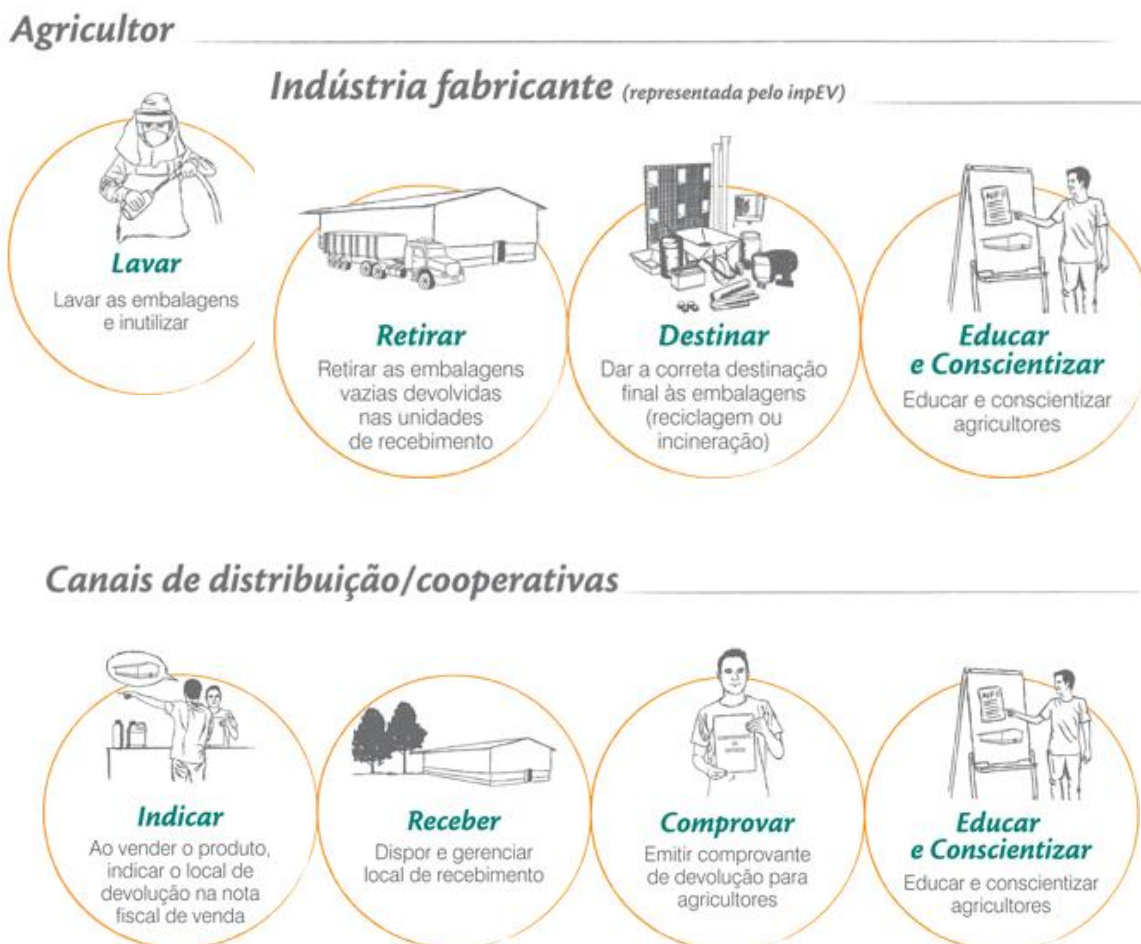 Agricultor
Lavar
Lavar as embalagens
e inutilizar
Indústria fabricante (representada pelo inpEV)
Retirar
Retirar as embalagens
vazias devolvidas
nas unidades
de recebimento
Destinar
Dar a correta destinação
final às embalagens
(reciclagem ou
incineração)
Educar
e Conscientizar
Educar e conscientizar
agricultores
Canais de distribuição/cooperativas
Indicar
Ao vender o produto,
indicar o local de
devolução na nota
fiscal de venda
Receber
Dispor e gerenciar
local de recebimento
Comprovar
Emitir comprovante
de devolução para
agricultores
Educar
e Conscientizar
Educar e conscientizar
agricultores